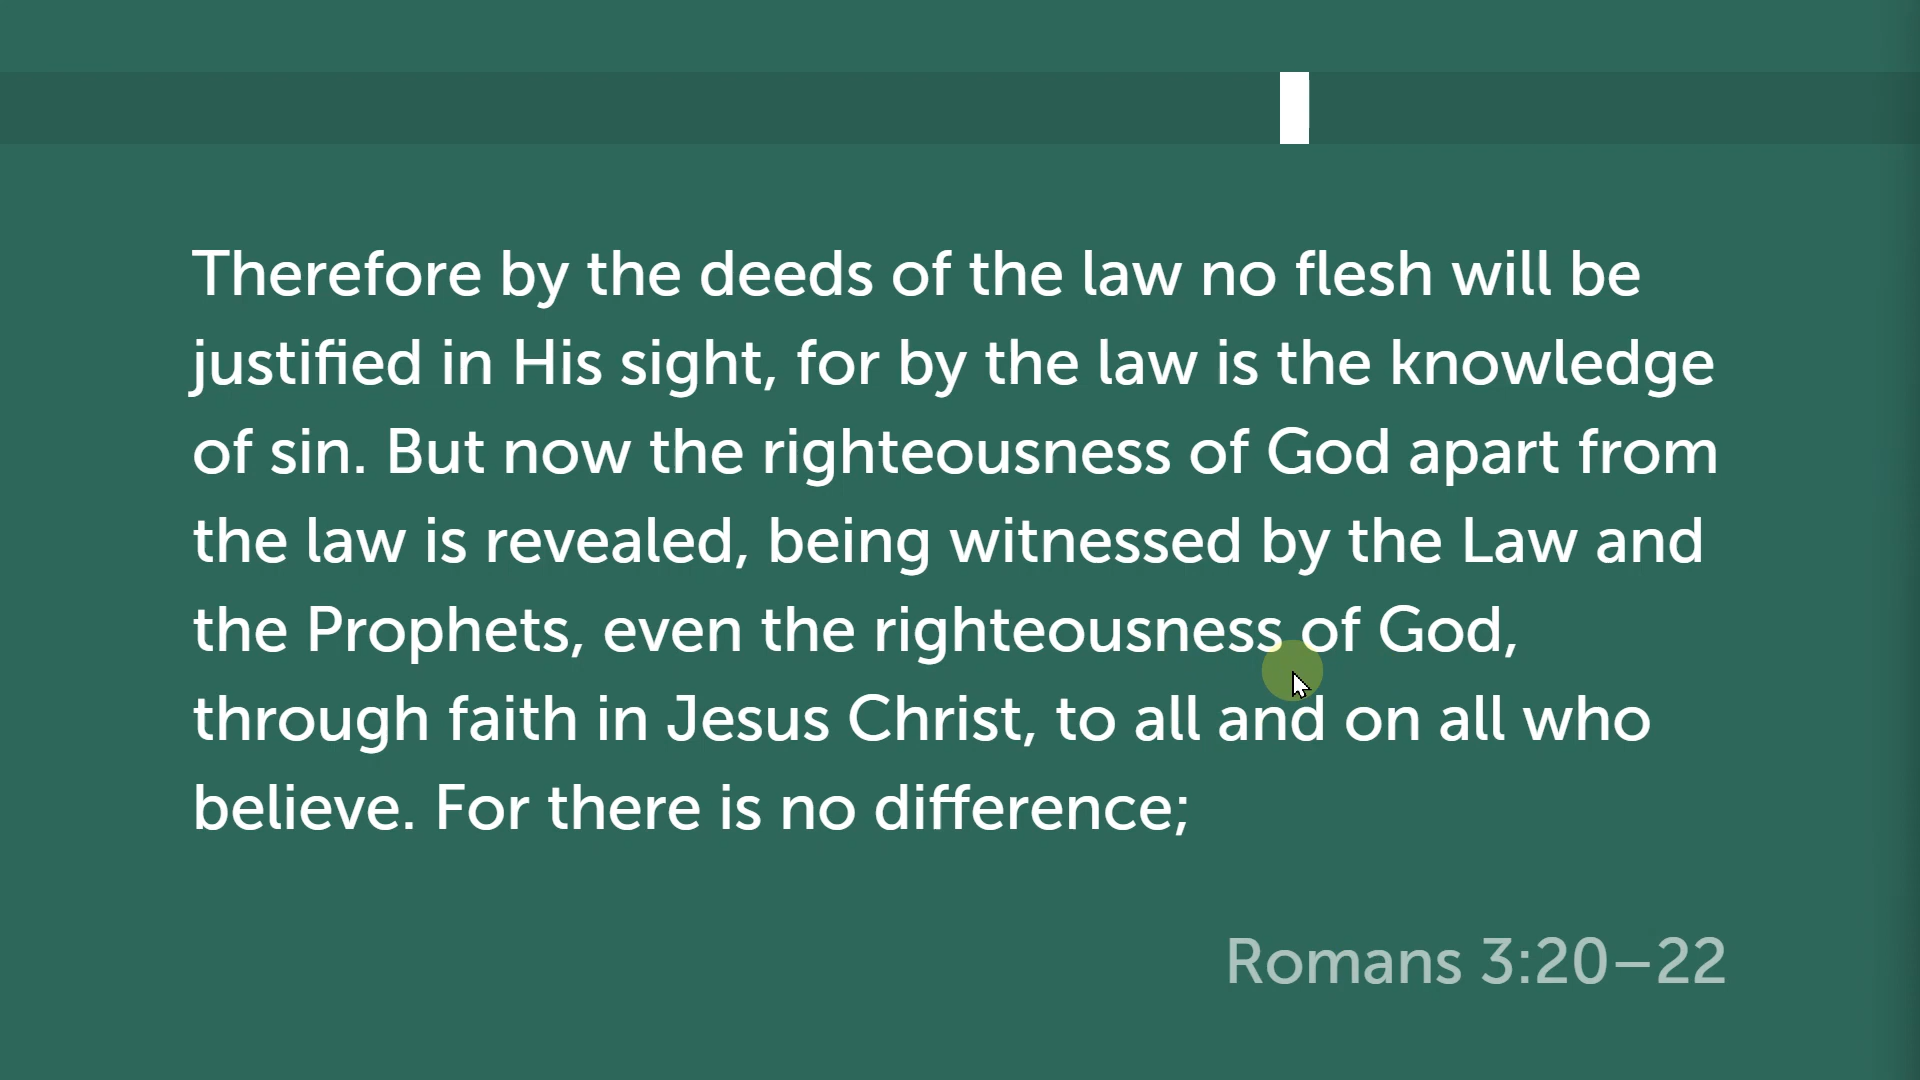 Therefore by the deeds of the law no flesh will be
justified in His sight, for by the law is the knowledge
of sin. But now the righteousness of God apart from
the law is revealed, being witnessed by the Law and
the Prophets, even the righteousness of God,
through faith in Jesus Christ, to all and on all who
believe. For there is no difference;
Romans 3:20–22